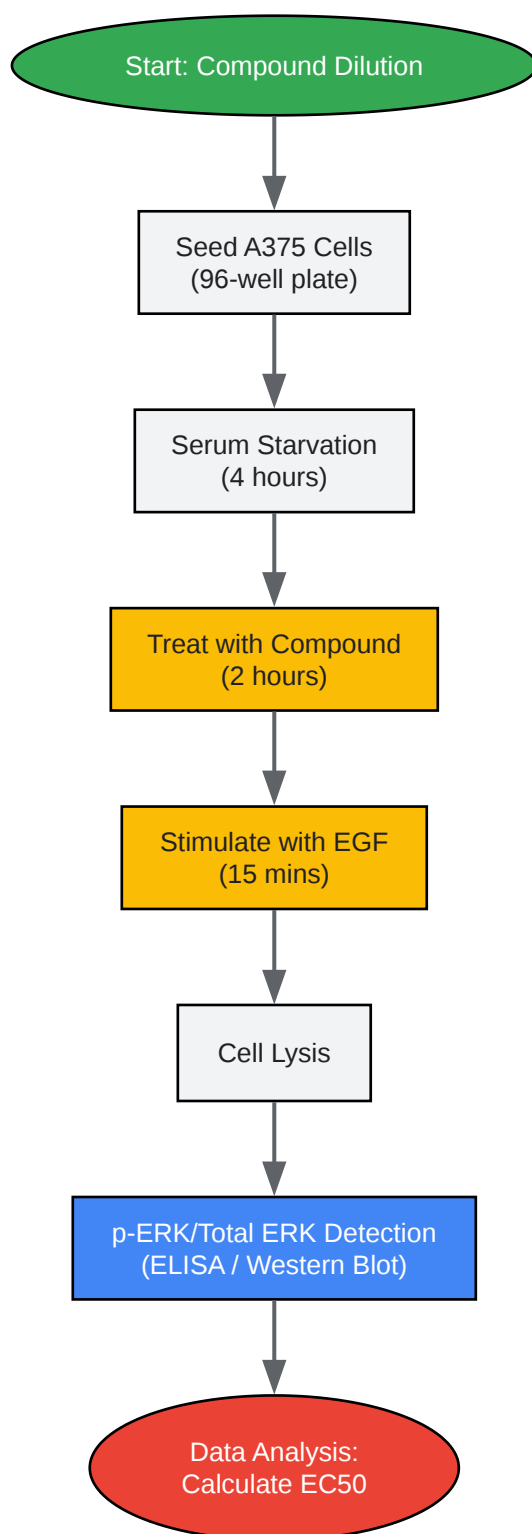 Start: Compound Dilution
Seed A375 Cells
(96-well plate)
Serum Starvation
(4 hours)
Treat with Compound
(2 hours)
Stimulate with EGF
(15 mins)
Cell Lysis
p-ERK/Total ERK Detection
(ELISA / Western Blot)
Data Analysis:
Calculate EC50